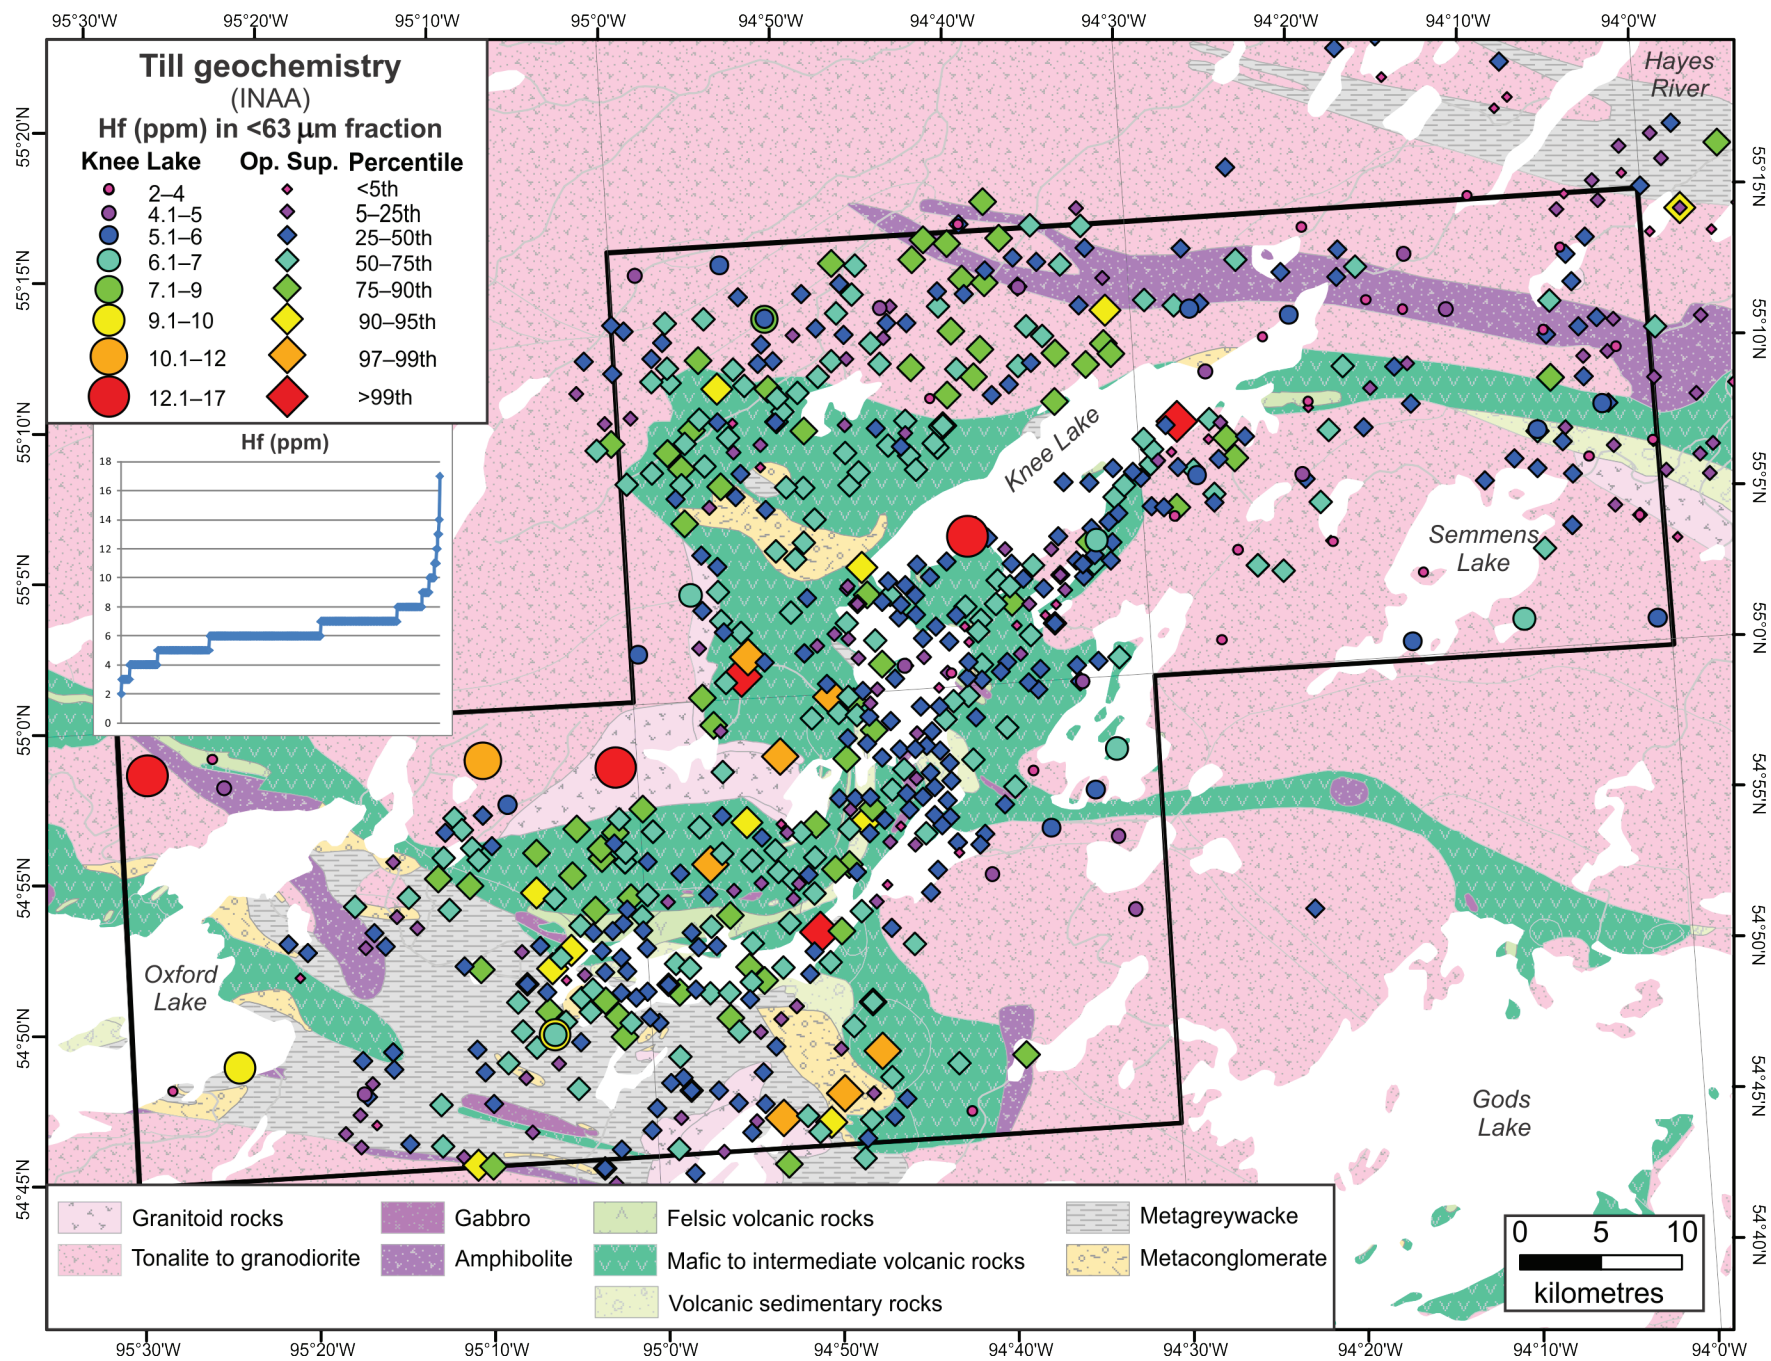 95°30'W 95°20'W 95°10'W 95°0'W 94°50'W 94°40'W 94°30'W 94°20'W 94°10'W 94°0'W
Till geochemistry
(INAA)
Hf (ppm) in <63 µm fraction
Knee Lake Op. Sup. Percentile
2–4 <5th
4.1–5 5–25th
5.1–6 25–50th
6.1–7 50–75th
7.1–9 75–90th
9.1–10 90–95th
10.1–12 97–99th
12.1–17 >99th
Hf (ppm)
18
16
14
12
10
8
6
4
2
0
55°20'N
55°15'N
55°10'N
55°5'N
55°0'N
54°55'N
54°50'N
54°45'N
Hayes
River
Knee Lake
Semmens
Lake
Oxford
Lake
Gods
Lake
55°15'N
55°10'N
55°5'N
55°0'N
54°55'N
54°50'N
54°45'N
54°40'N
Granitoid rocks
Tonalite to granodiorite
Gabbro
Amphibolite
Felsic volcanic rocks
Mafic to intermediate volcanic rocks
Volcanic sedimentary rocks
Metagreywacke
Metaconglomerate
0 5 10
kilometres
95°30'W 95°20'W 95°10'W 95°0'W 94°50'W 94°40'W 94°30'W 94°20'W 94°10'W 94°0'W